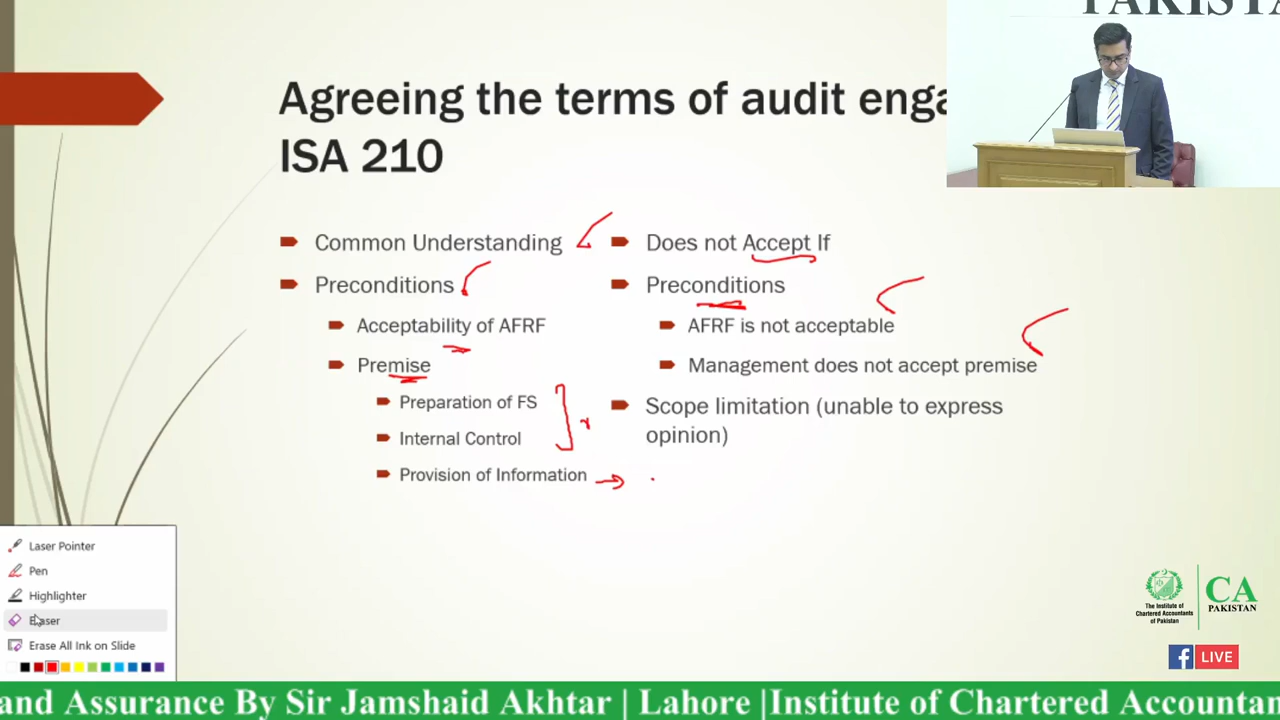 PAKISTA
Agreeing the terms of audit enga
ISA 210
Common Understanding
Preconditions
Acceptability of AFRF
Premise
Preparation of FS
Internal Control
Provision of Information
Does not Accept If
Preconditions
AFRF is not acceptable
Management does not accept premise
Scope limitation (unable to express
opinion)
Laser Pointer
Pen
Highlighter
Eraser
Erase All Ink on Slide
The Institute of
Chartered Accountants
of Pakistan
CA
PAKISTAN
f LIVE
and Assurance By Sir Jamshaid Akhtar | Lahore |Institute of Chartered Accountan